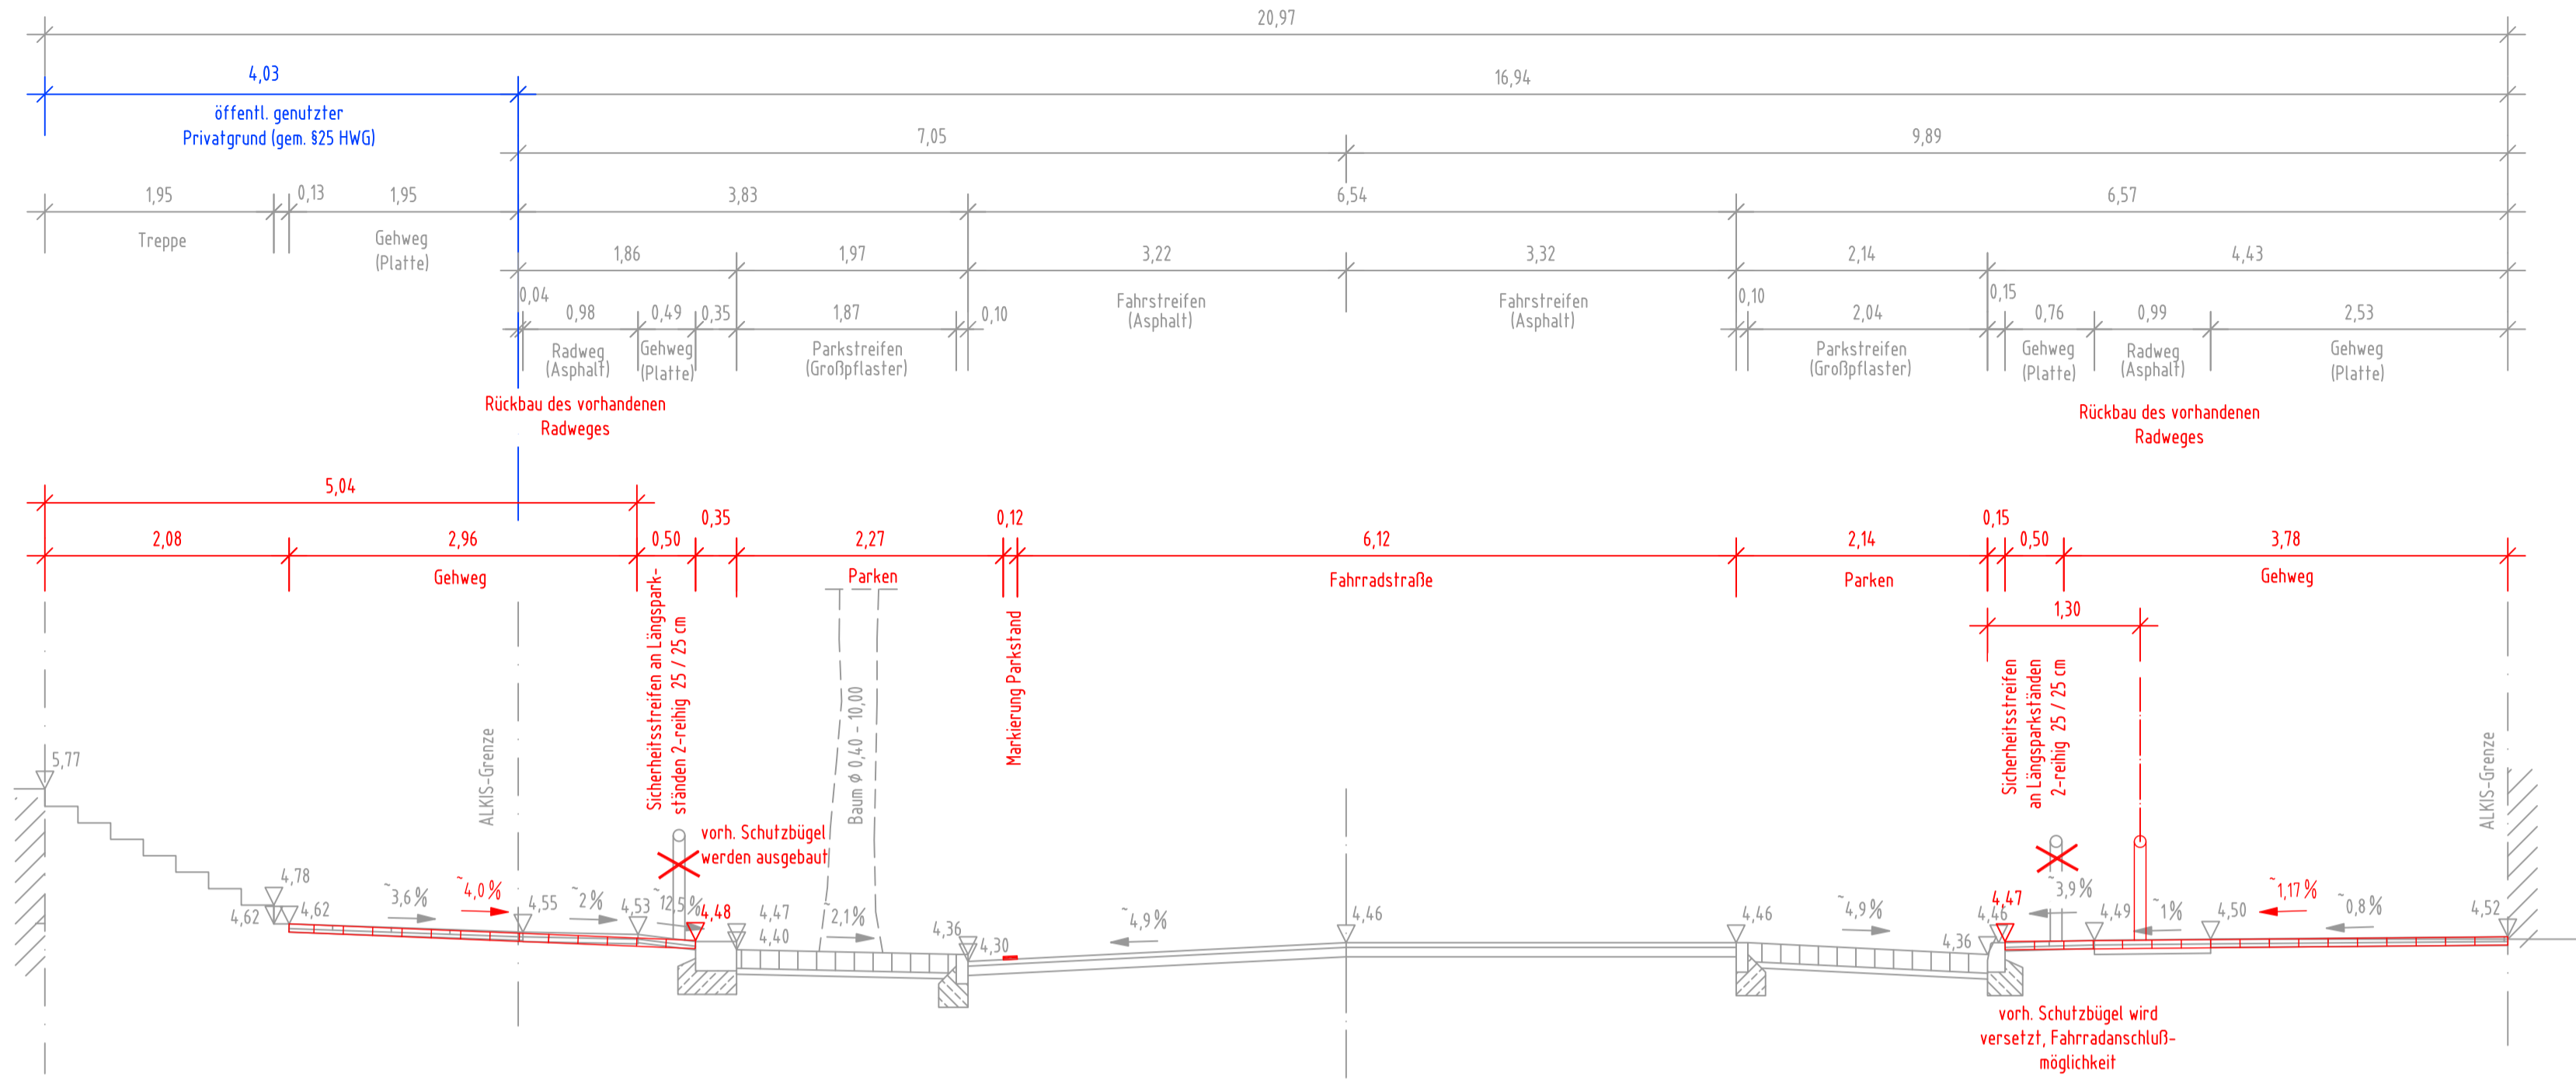 20,97
4,03
16,94
öffentl. genutzter
Privatgrund (gem. §25 HWG)
7,05
9,89
1,95
0,13
1,95
3,83
6,54
6,57
Treppe
Gehweg
(Platte)
1,86
1,97
3,22
3,32
2,14
4,43
0,04
0,98
0,49
0,35
1,87
0,10
Fahrstreifen
(Asphalt)
Fahrstreifen
(Asphalt)
0,10
2,04
0,15
0,76
0,99
2,53
Radweg
(Asphalt)
Gehweg
(Platte)
Parkstreifen
(Großpflaster)
Parkstreifen
(Großpflaster)
Gehweg
(Platte)
Radweg
(Asphalt)
Gehweg
(Platte)
Rückbau des vorhandenen
Radweges
Rückbau des vorhandenen
Radweges
5,04
2,08
2,96
0,50
0,35
2,27
0,12
6,12
2,14
0,15
0,50
3,78
Gehweg
Parken
Fahrradstraße
Parken
Gehweg
1,30
Sicherheitsstreifen an Längspark-
ständen 2-reihig 25 / 25 cm
Markierung Parkstand
Sicherheitsstreifen
an Längsparkständen
2-reihig 25 / 25 cm
ALKIS-Grenze
Baum ϕ 0,40 - 10,00
ALKIS-Grenze
vorh. Schutzbügel
werden ausgebaut
5,77
4,78
4,62
4,62
~3,6%
~4,0%
4,55
~2%
4,53
~12,5%
4,48
4,47
4,40
~2,1%
4,36
4,30
~4,9%
4,46
4,46
~4,9%
4,36
4,46
4,47
~3,9%
4,49
~1%
4,50
~1,17%
~0,8%
4,52
vorh. Schutzbügel wird
versetzt, Fahrradanschluß-
möglichkeit